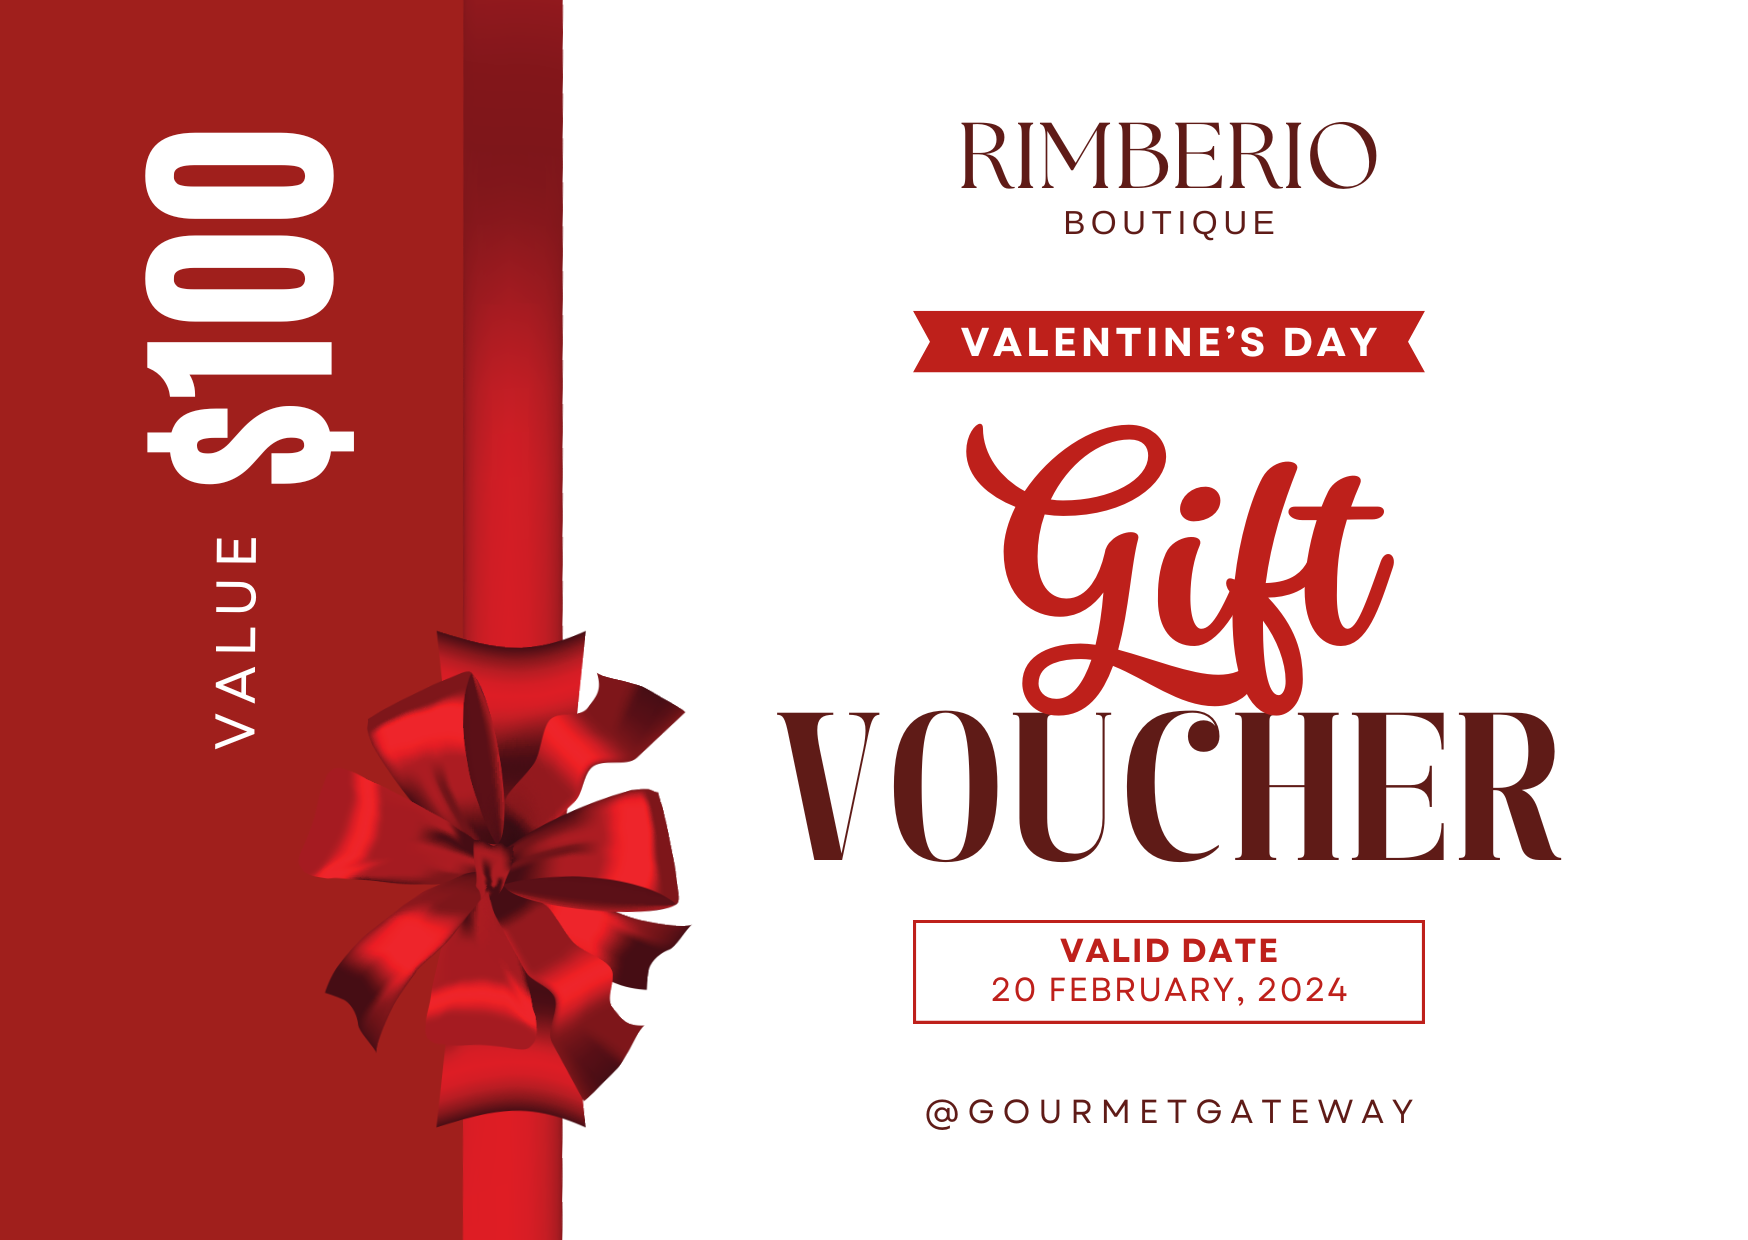 VALUE $100
RIMBERIO
BOUTIQUE
VALENTINE’S DAY
Gift
VOUCHER
VALID DATE
20 FEBRUARY, 2024
@GOURMETGATEWAY